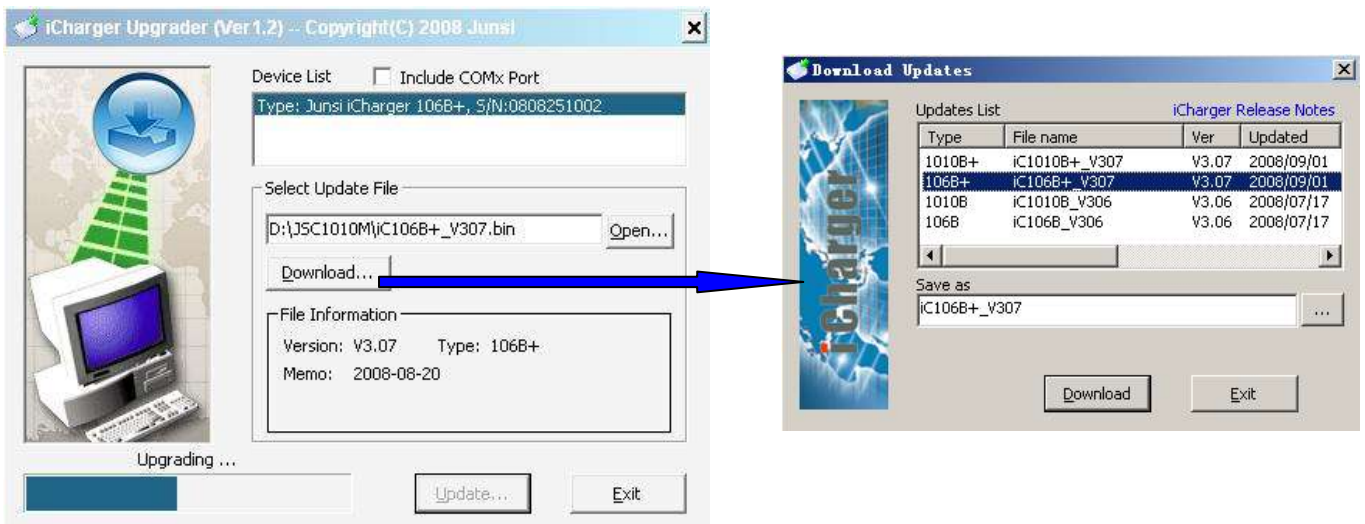 iCharger Upgrader (Ver 1.2) -- Copyright(C) 2008 Junsi
Device List Include COMx Port
Type: Junsi iCharger 106B+, S/N:0808251002
Select Update File
D:\JSC1010M\iC106B+_V307.bin Open...
Download...
File Information
Version: V3.07 Type: 106B+
Memo: 2008-08-20
Upgrading ...
Update... Exit
Download Updates
iCharger
Updates List iCharger Release Notes
Type File name Ver Updated
1010B+ iC1010B+_V307 V3.07 2008/09/01
106B+ iC106B+_V307 V3.07 2008/09/01
1010B iC1010B_V306 V3.06 2008/07/17
106B iC106B_V306 V3.06 2008/07/17
Save as
iC106B+_V307 ...
Download Exit